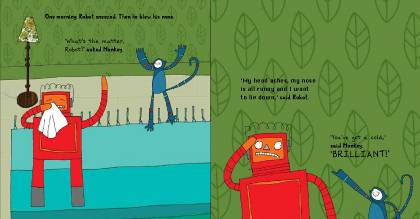 One morning Robot sneezed. Then he blew his nose.
'What's the matter,
Robot?' asked Monkey.
'My head aches, my nose
is all runny and I want
to lie down,' said Robot.
'You've got a cold,'
said Monkey.
'BRILLIANT!'